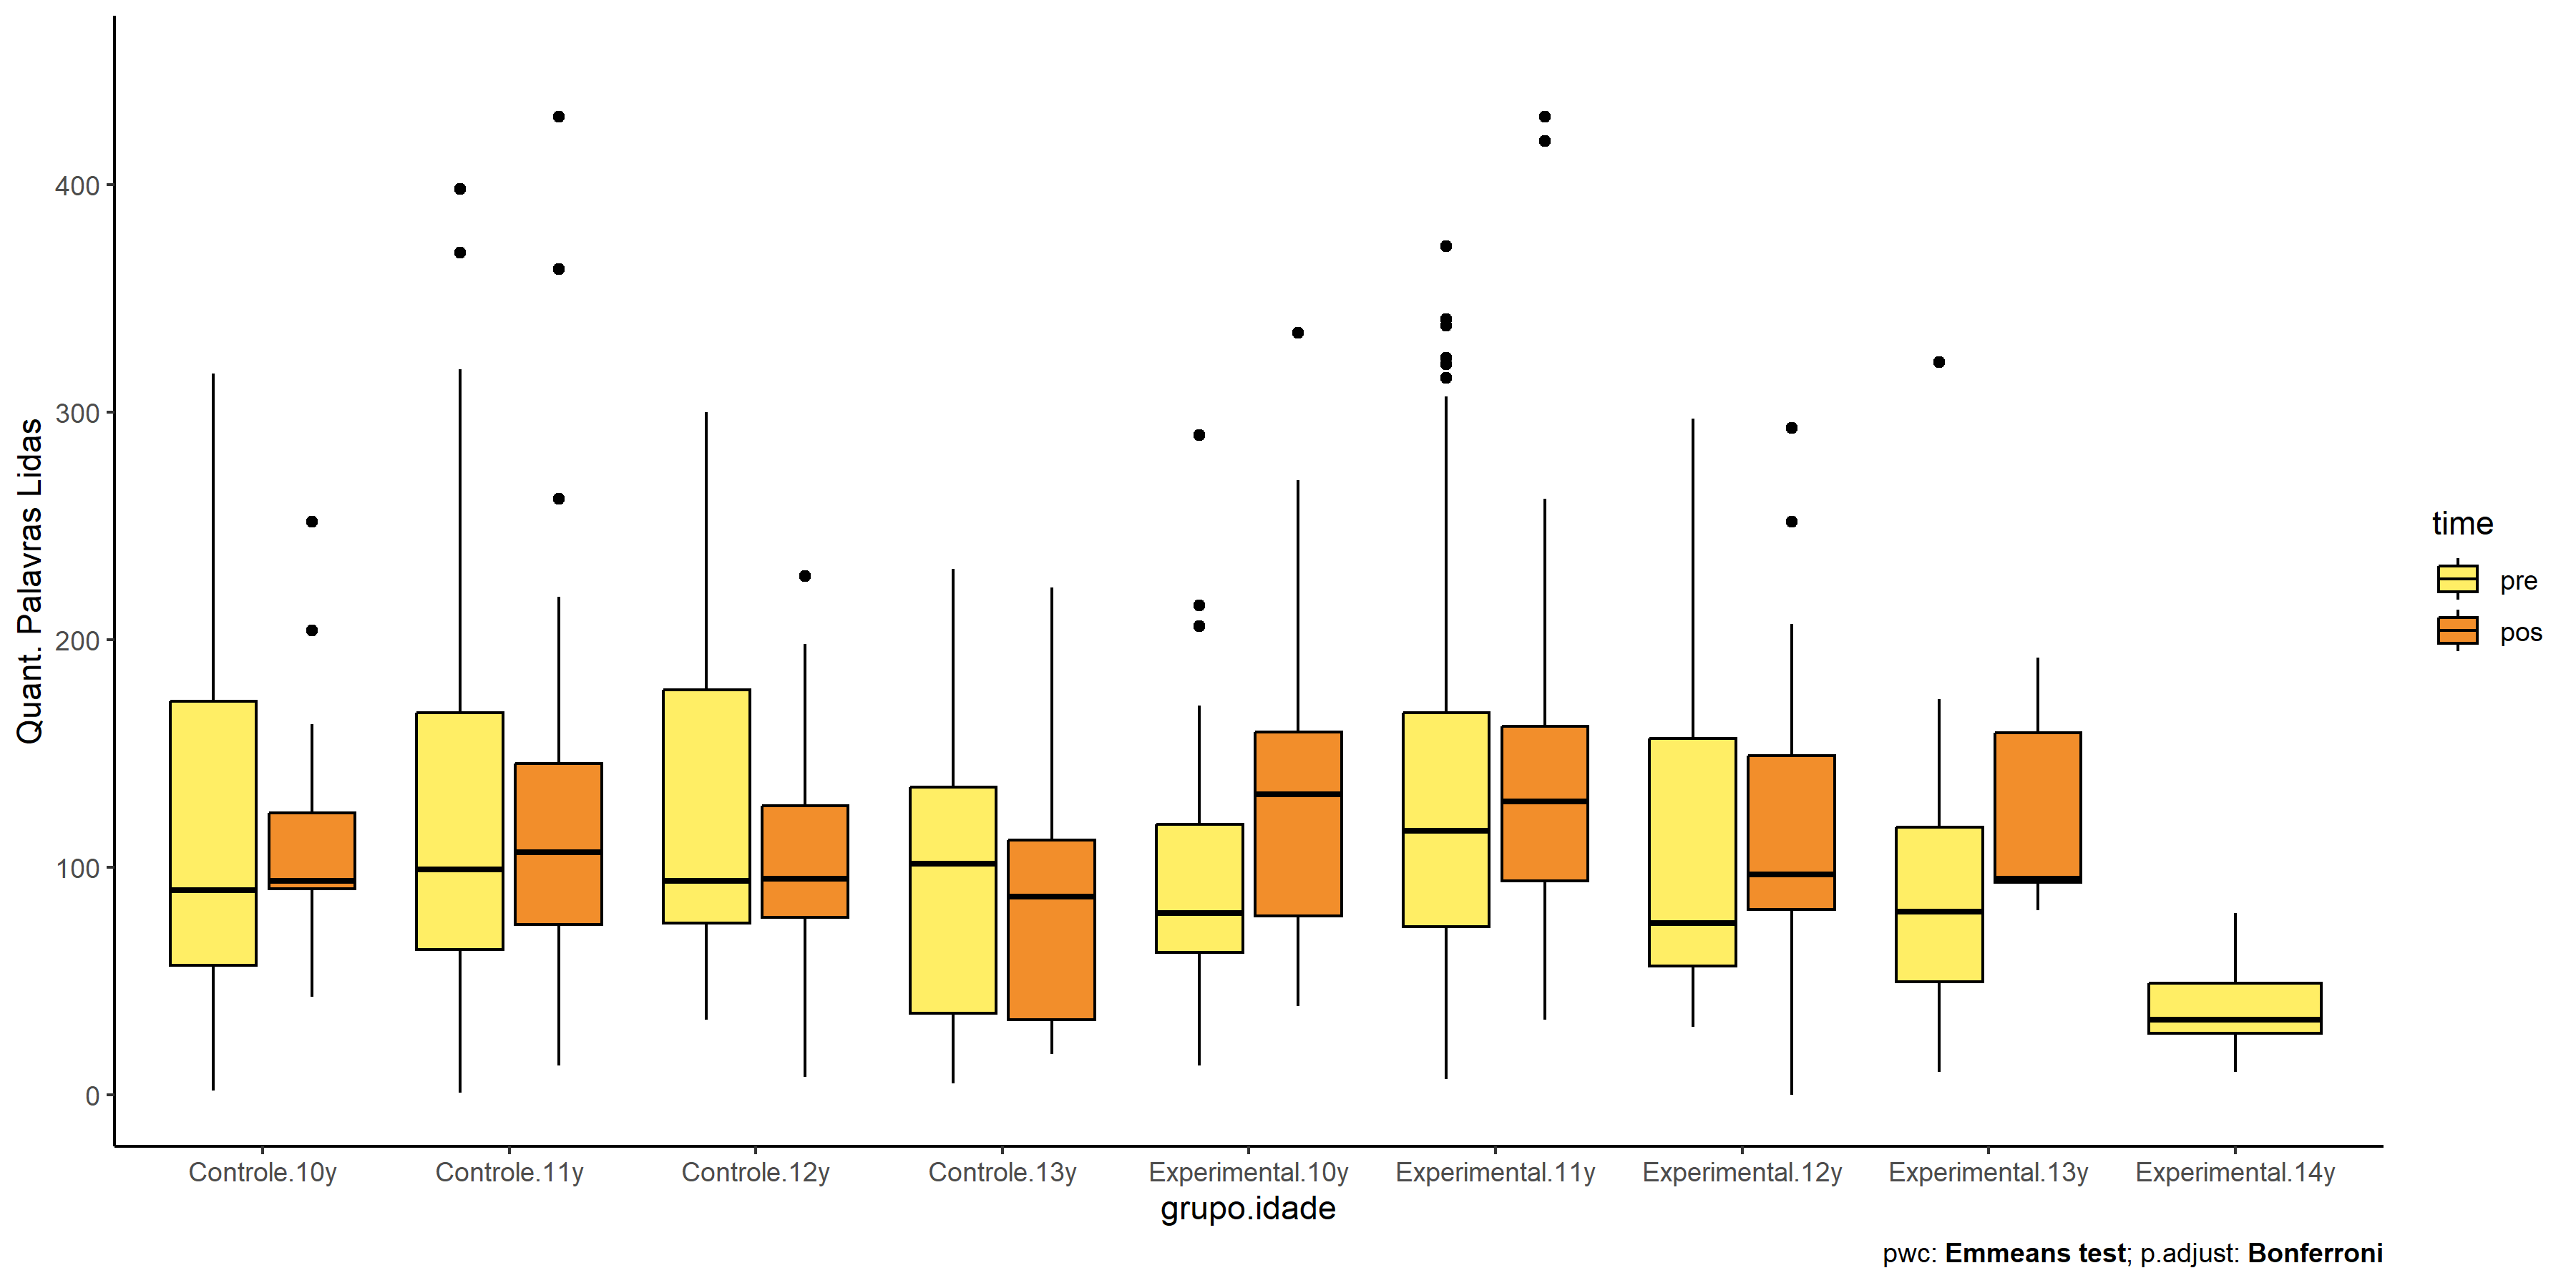 Quant. Palavras Lidas
400
300
200
100
0
Controle.10y
Controle.11y
Controle.12y
Controle.13y
Experimental.10y
Experimental.11y
Experimental.12y
Experimental.13y
Experimental.14y
grupo.idade
time
pre
pos
pwc: Emmeans test; p.adjust: Bonferroni